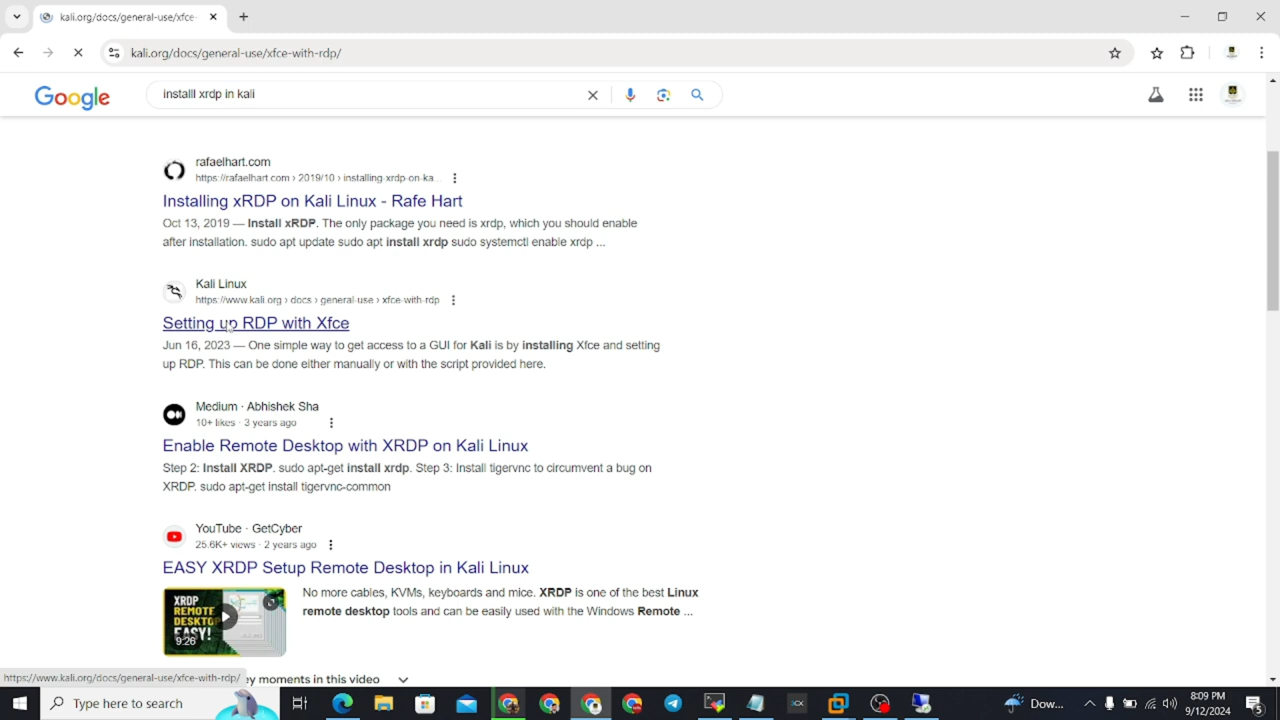 kali.org/docs/general-use/xfce-
kali.org/docs/general-use/xfce-with-rdp/
Google
installl xrdp in kali
rafaelhart.com
https://rafaelhart.com › 2019/10 › installing-xrdp-on-ka...
Installing xRDP on Kali Linux - Rafe Hart
Oct 13, 2019 — Install xRDP. The only package you need is xrdp, which you should enable
after installation. sudo apt update sudo apt install xrdp sudo systemctl enable xrdp ...
Kali Linux
https://www.kali.org › docs › general-use › xfce-with-rdp
Setting up RDP with Xfce
Jun 16, 2023 — One simple way to get access to a GUI for Kali is by installing Xfce and setting
up RDP. This can be done either manually or with the script provided here.
Medium · Abhishek Sha
10+ likes · 3 years ago
Enable Remote Desktop with XRDP on Kali Linux
Step 2: Install XRDP. sudo apt-get install xrdp. Step 3: Install tigervnc to circumvent a bug on
XRDP. sudo apt-get install tigervnc-common
YouTube · GetCyber
25.6K+ views · 2 years ago
EASY XRDP Setup Remote Desktop in Kali Linux
XRDP
REMOTE
DESKTOP
EASY!
9:26
No more cables, KVMs, keyboards and mice. XRDP is one of the best Linux
remote desktop tools and can be easily used with the Windows Remote ...
https://www.kali.org/docs/general-use/xfce-with-rdp/
ey moments in this video
Type here to search
Dow...
8:09 PM
9/12/2024
5